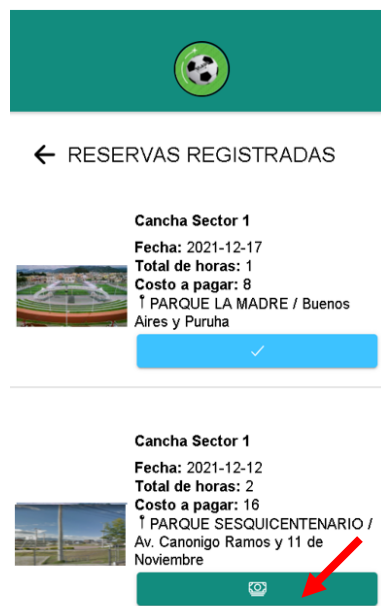 RESERVAS REGISTRADAS
Cancha Sector 1
Fecha: 2021-12-17
Total de horas: 1
Costo a pagar: 8
PARQUE LA MADRE / Buenos
Aires y Puruha
Cancha Sector 1
Fecha: 2021-12-12
Total de horas: 2
Costo a pagar: 16
PARQUE SESQUICENTENARIO /
Av. Canonigo Ramos y 11 de
Noviembre